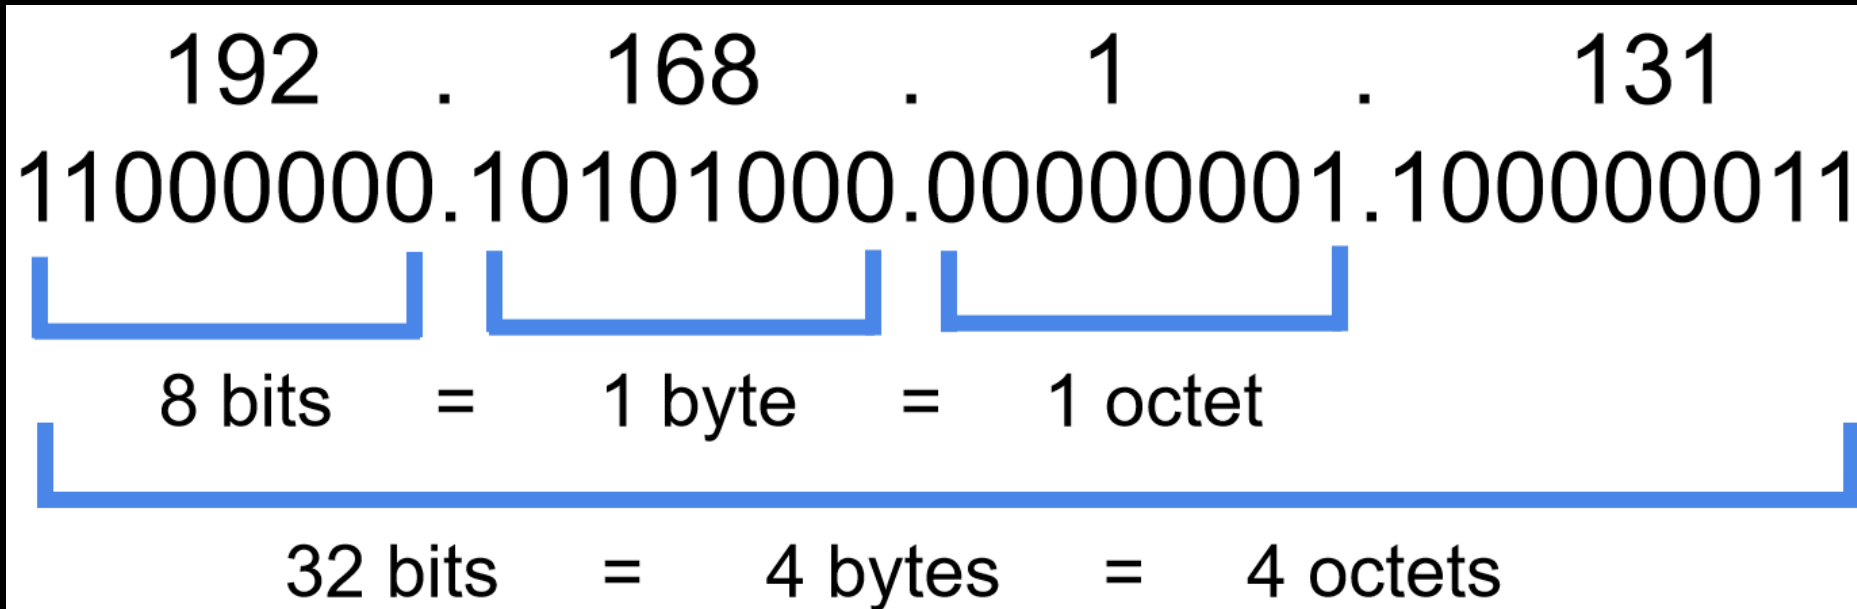 192 . 168 . 1 . 131
11000000.10101000.00000001.100000011
8 bits = 1 byte = 1 octet
32 bits = 4 bytes = 4 octets